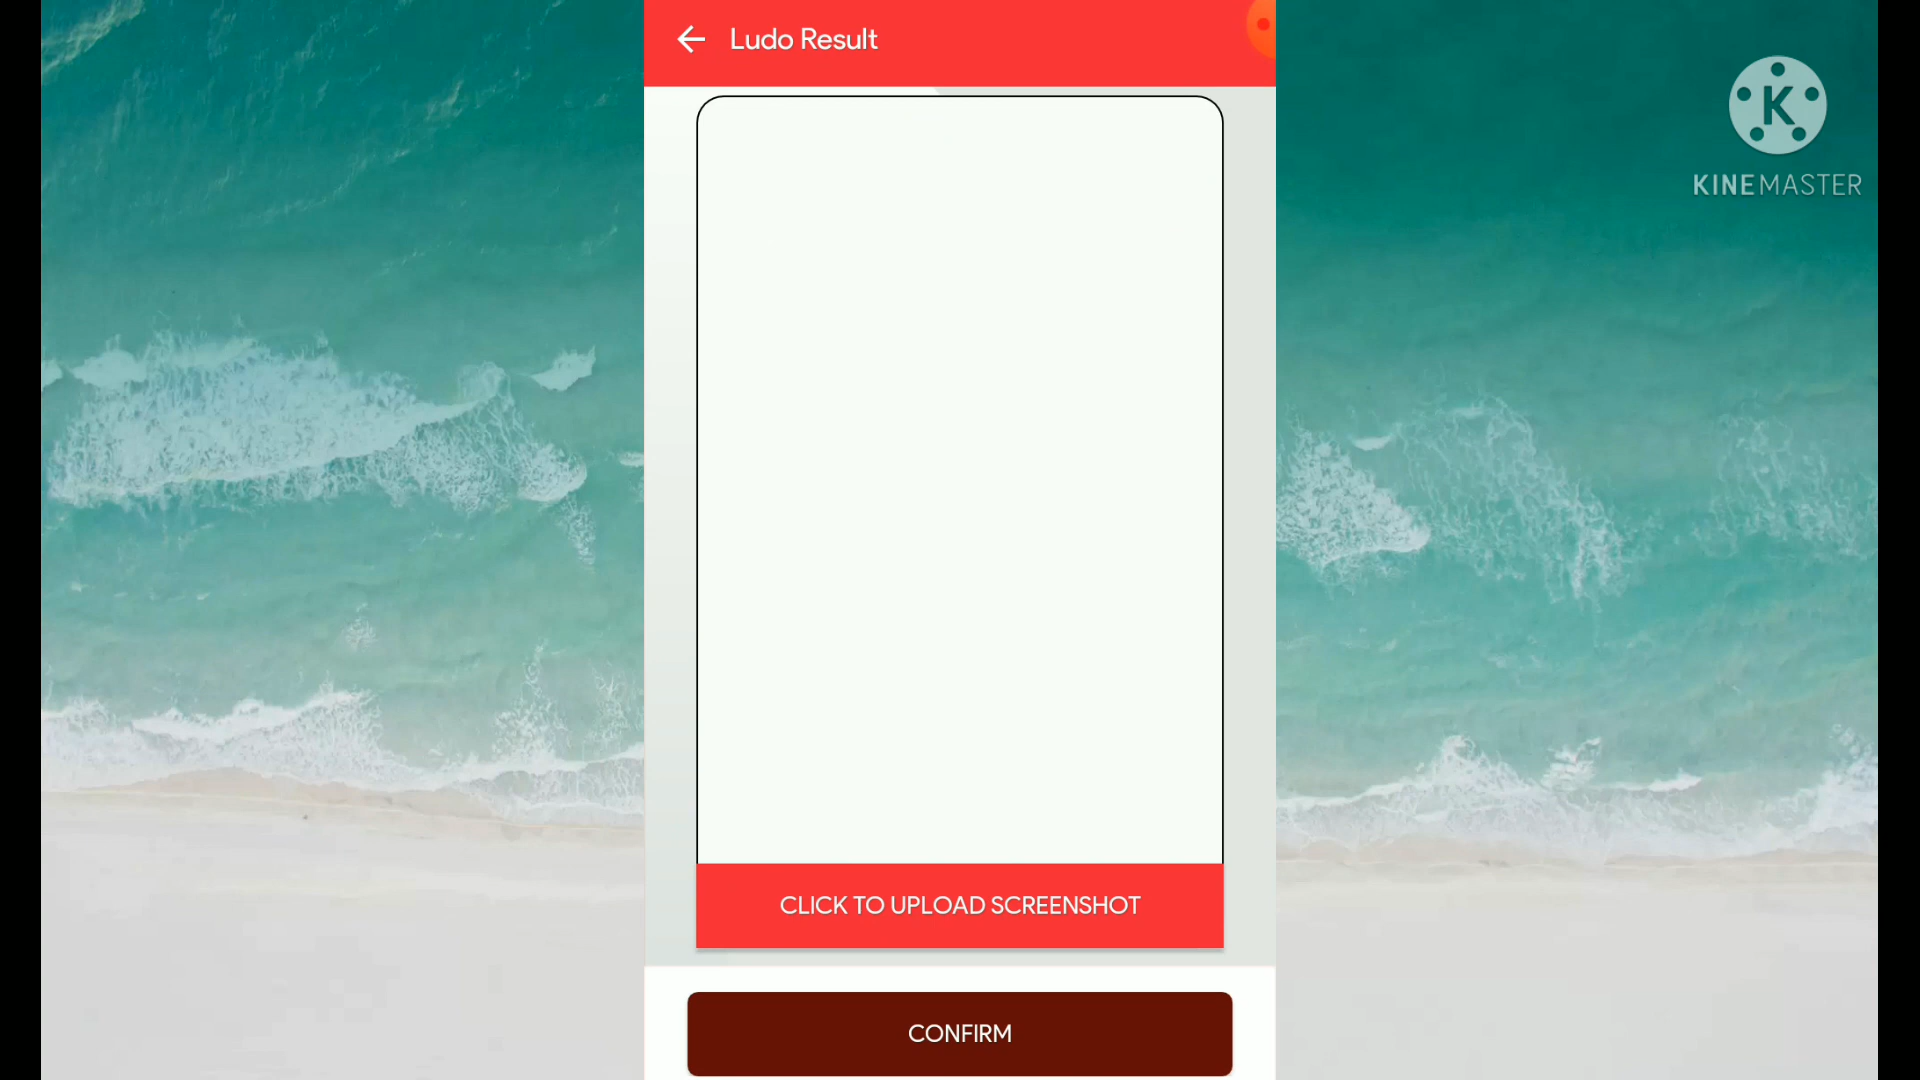 Ludo Result
K
KINEMASTER
CLICK TO UPLOAD SCREENSHOT
CONFIRM